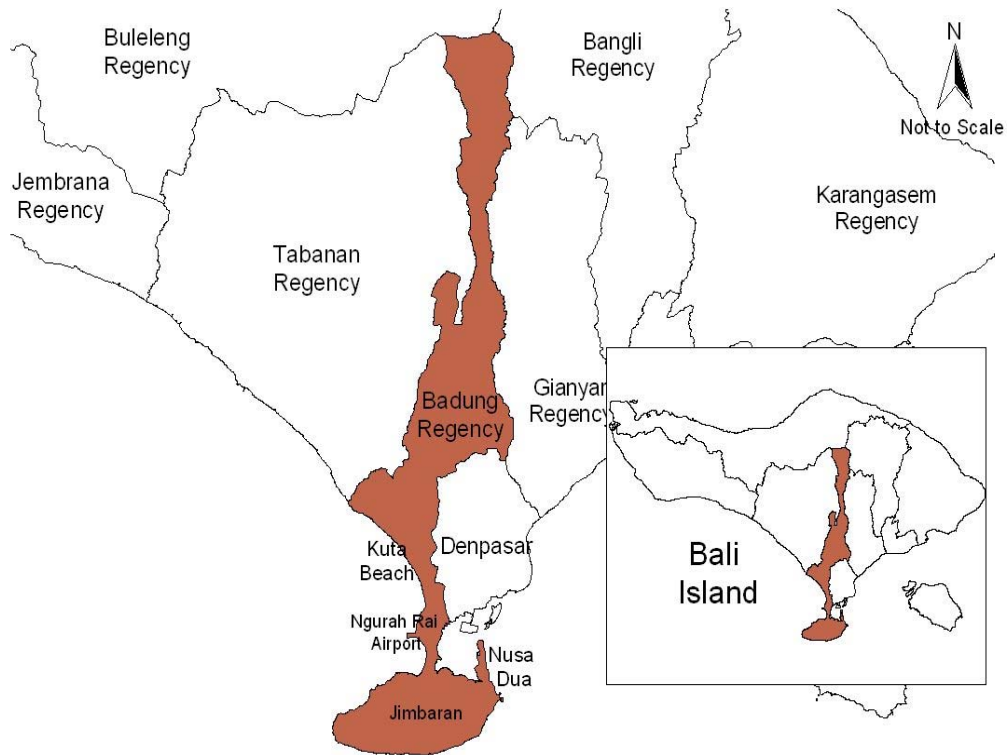 Buleleng
Regency
Bangli
Regency
N
Not to Scale
Jembrana
Regency
Karangasem
Regency
Tabanan
Regency
Badung
Regency
Gianyar
Regency
Kuta
Beach
Denpasar
Ngurah Rai
Airport
Nusa
Dua
Jimbaran
Bali
Island